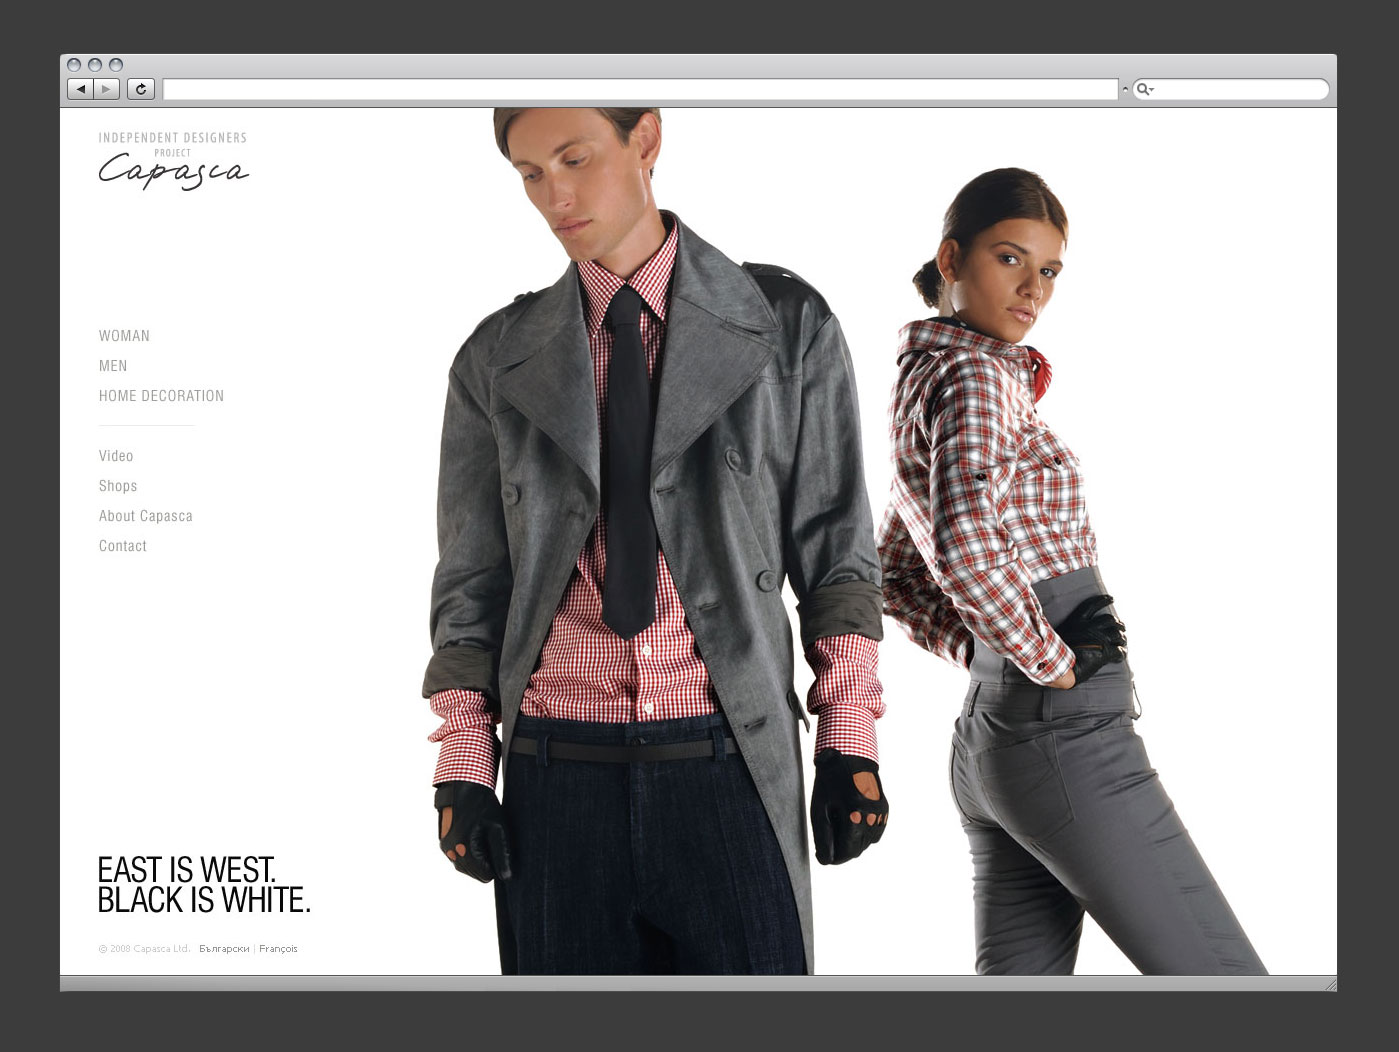 INDEPENDENT DESIGNERS
PROJECT
Capasca
WOMAN
MEN
HOME DECORATION
Video
Shops
About Capasca
Contact
EAST IS WEST.
BLACK IS WHITE.
© 2008 Capasca Ltd. Български | François